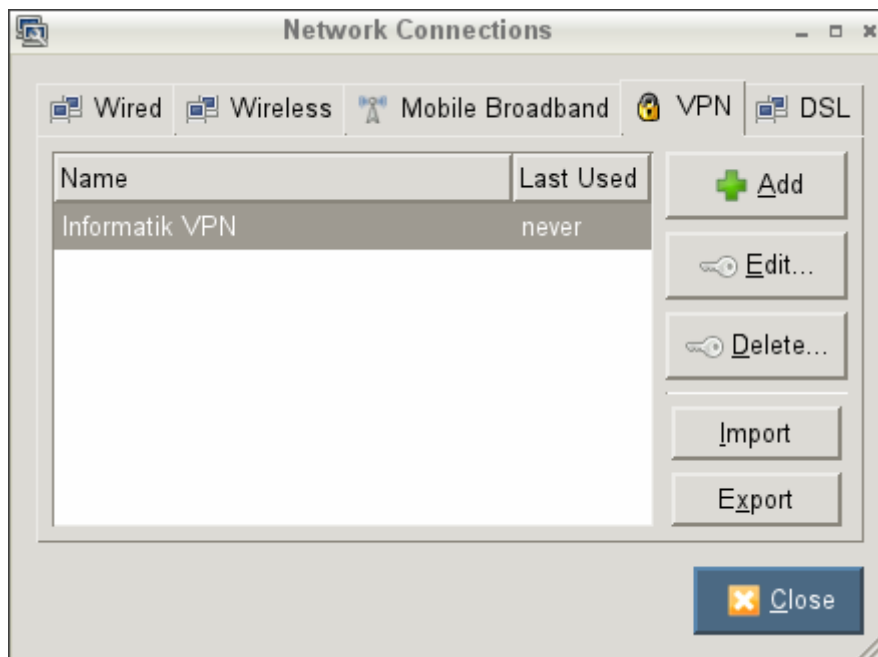 Network Connections
Wired Wireless Mobile Broadband VPN DSL
Name Last Used
Informatik VPN never
Add
Edit...
Delete...
Import
Export
Close